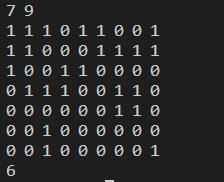 7 9
1 1 1 0 1 1 0 0 1
1 1 0 0 0 1 1 1 1
1 0 0 1 1 0 0 0 0
0 1 1 1 0 0 1 1 0
0 0 0 0 0 0 1 1 0
0 0 1 0 0 0 0 0 0
0 0 1 0 0 0 0 0 1
6